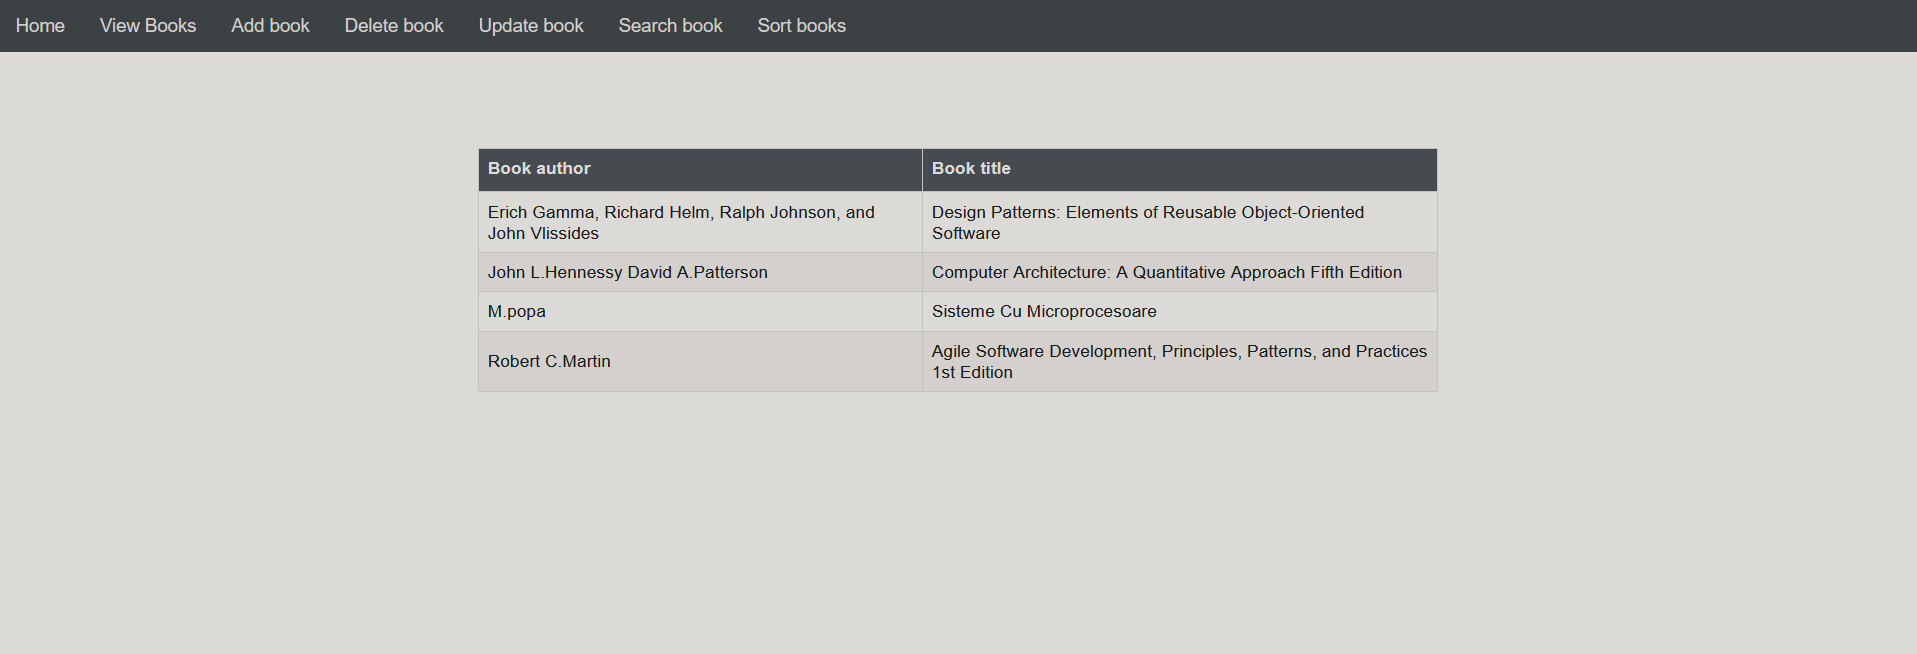 Home View Books Add book Delete book Update book Search book Sort books
Book author Book title
Erich Gamma, Richard Helm, Ralph Johnson, and
John Vlissides
Design Patterns: Elements of Reusable Object-Oriented
Software
John L.Hennessy David A.Patterson Computer Architecture: A Quantitative Approach Fifth Edition
M.popa Sisteme Cu Microprocesoare
Robert C.Martin
Agile Software Development, Principles, Patterns, and Practices
1st Edition